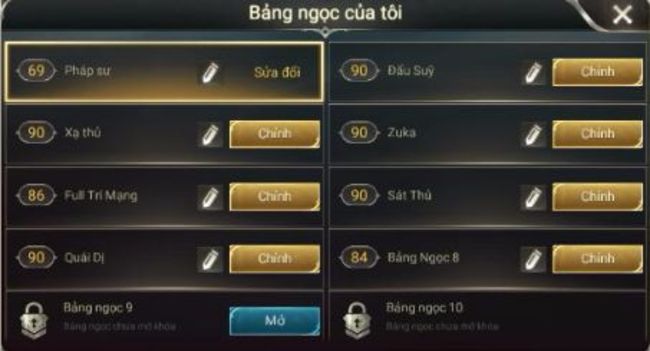 Bảng ngọc của tôi
69 Pháp sư Sửa đổi
90 Đấu Suỹ Chỉnh
90 Xạ thủ Chỉnh
90 Zuka Chỉnh
86 Full Trí Mạng Chỉnh
90 Sát Thủ Chỉnh
90 Quái Dị Chỉnh
84 Bảng Ngọc 8 Chỉnh
Bảng ngọc 9
Bảng ngọc chưa mở khóa
Mở
Bảng ngọc 10
Bảng ngọc chưa mở khóa